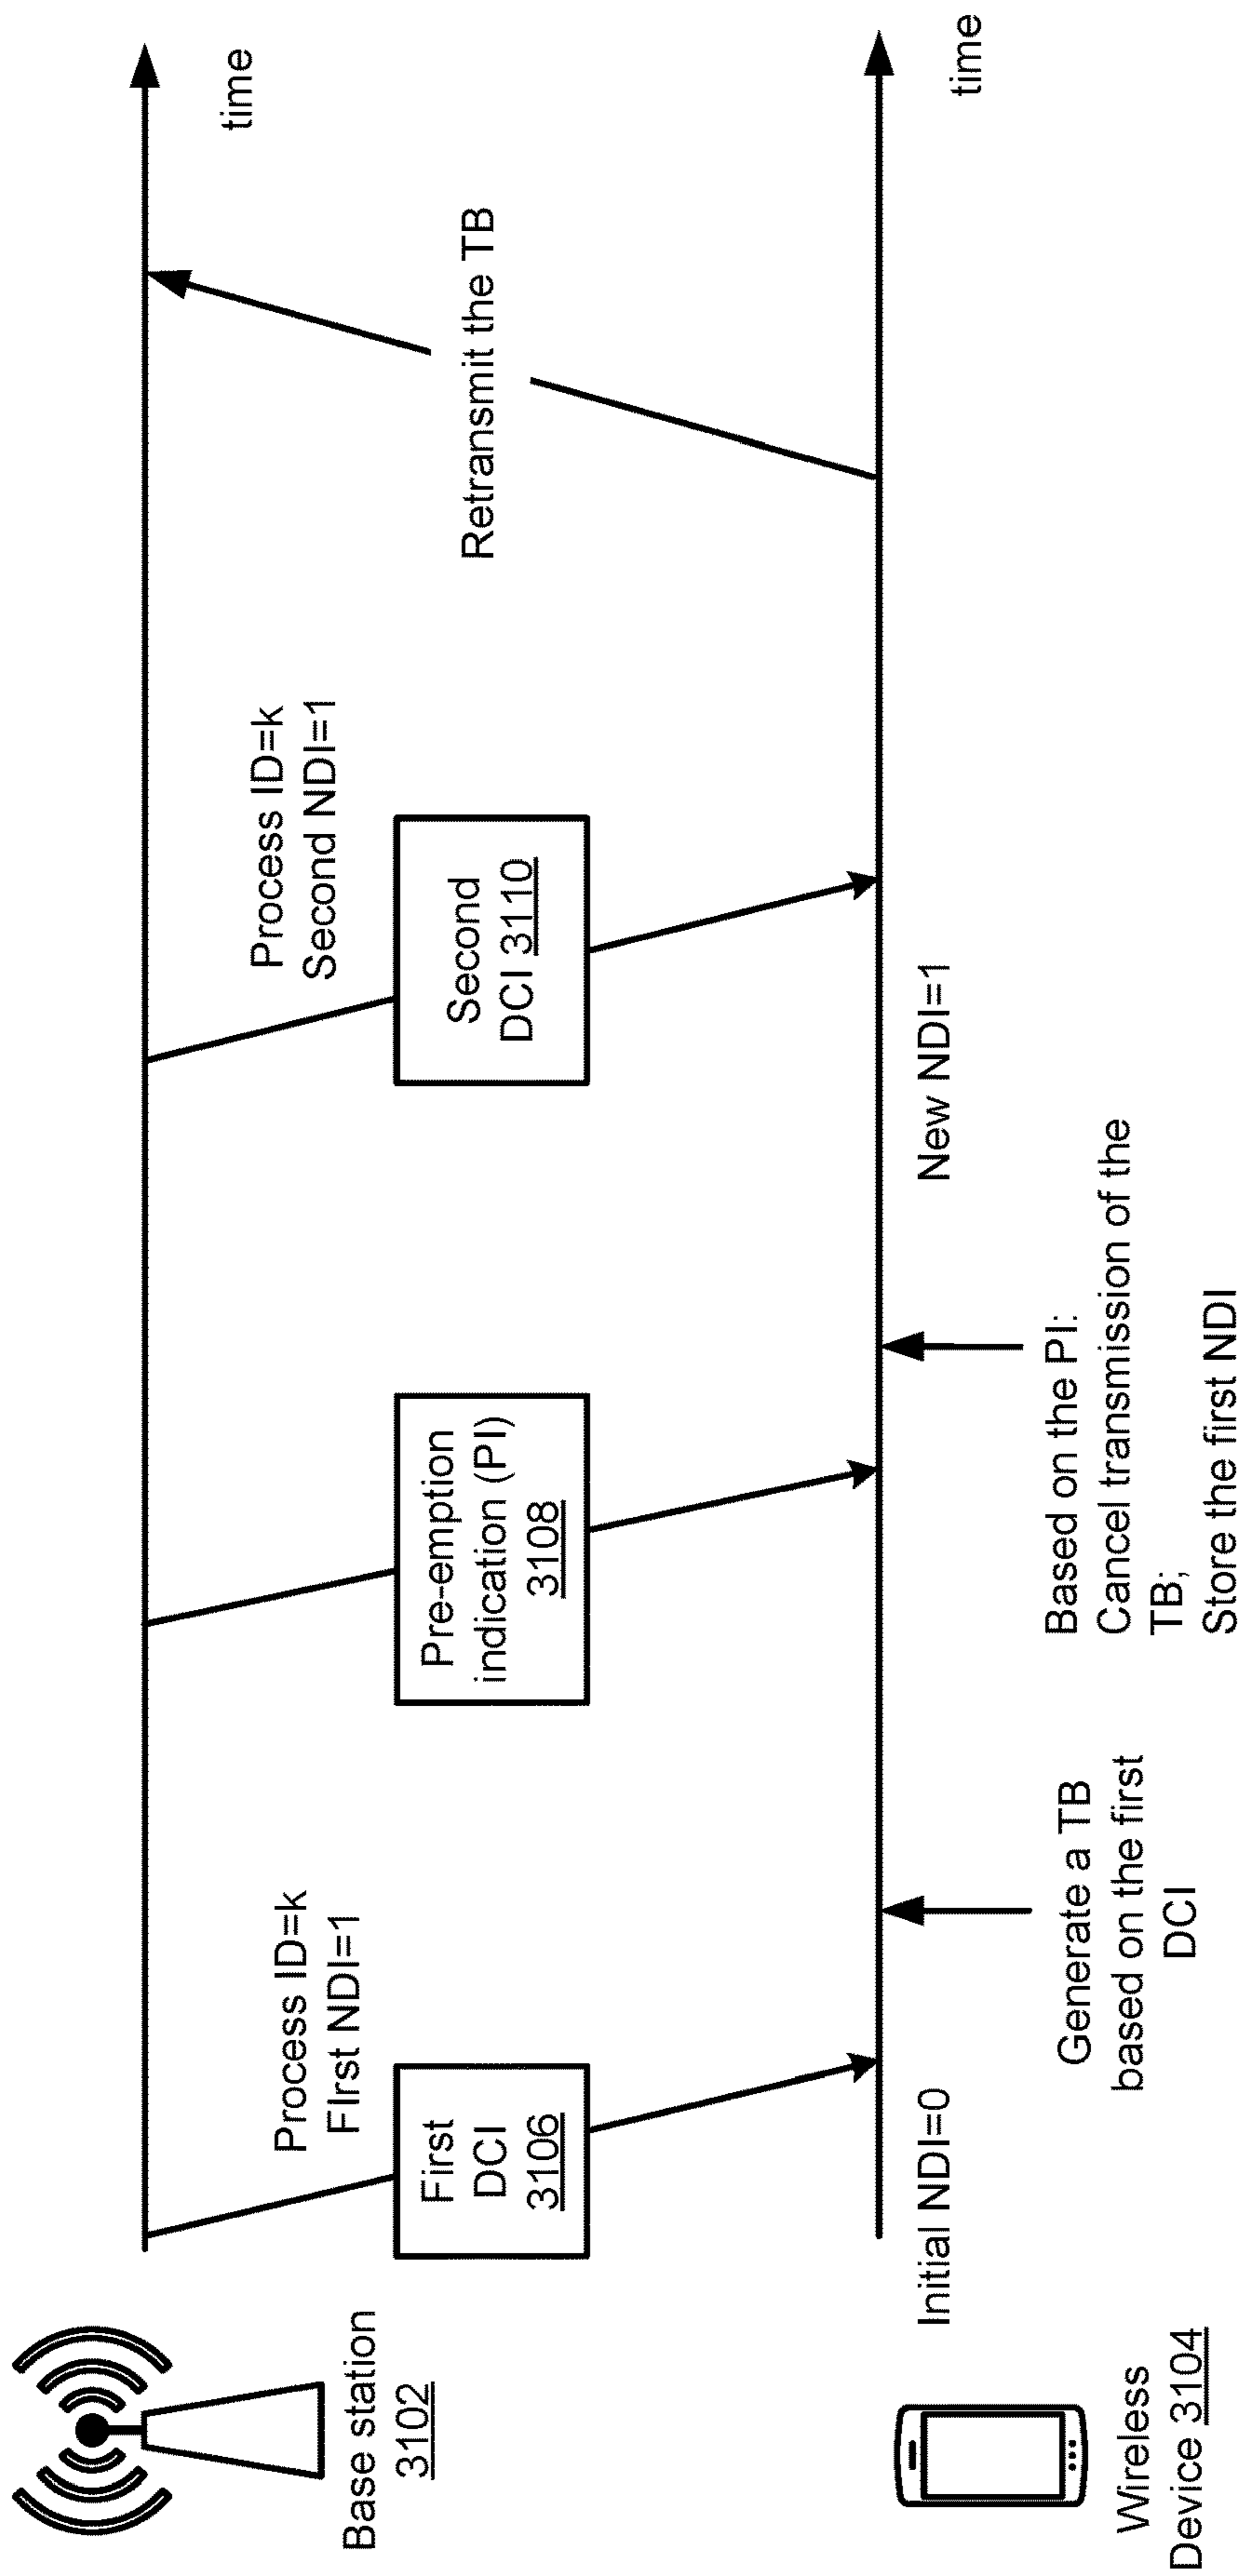 Base station
3102
time
Process ID=k
FIrst NDI=1
First
DCI
3106
Pre-emption
indication (PI)
3108
Process ID=k
Second NDI=1
Second
DCI 3110
Retransmit the TB
Wireless
Device 3104
time
Initial NDI=0
Generate a TB
based on the first
DCI
Based on the PI:
Cancel transmission of the
TB;
Store the first NDI
New NDI=1